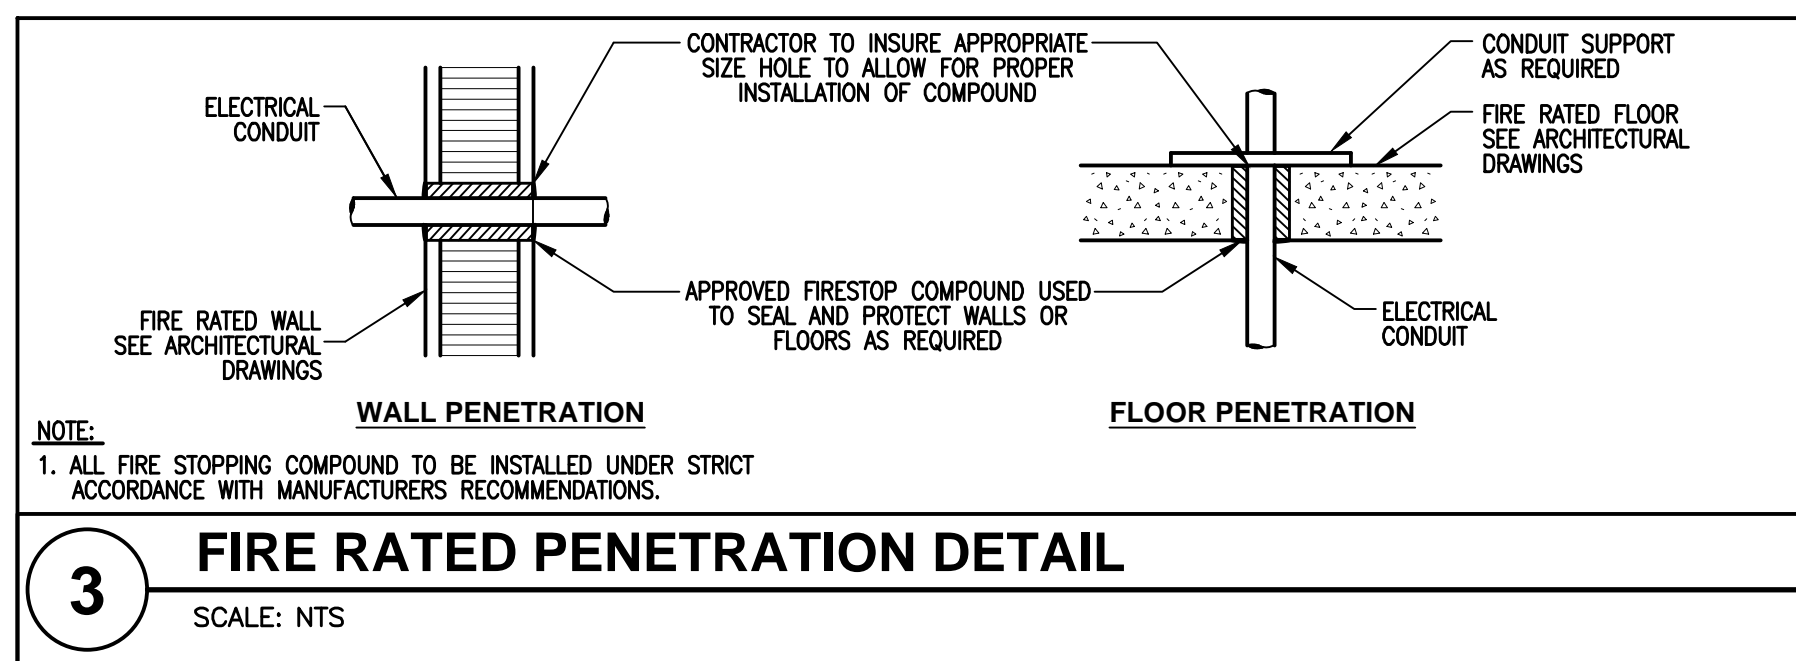 ELECTRICAL
CONDUIT
CONTRACTOR TO INSURE APPROPRIATE
SIZE HOLE TO ALLOW FOR PROPER
INSTALLATION OF COMPOUND
CONDUIT SUPPORT
AS REQUIRED
FIRE RATED FLOOR
SEE ARCHITECTURAL
DRAWINGS
FIRE RATED WALL
SEE ARCHITECTURAL
DRAWINGS
APPROVED FIRESTOP COMPOUND USED
TO SEAL AND PROTECT WALLS OR
FLOORS AS REQUIRED
ELECTRICAL
CONDUIT
WALL PENETRATION
FLOOR PENETRATION
NOTE:
1. ALL FIRE STOPPING COMPOUND TO BE INSTALLED UNDER STRICT
ACCORDANCE WITH MANUFACTURERS RECOMMENDATIONS.
3
FIRE RATED PENETRATION DETAIL
SCALE: NTS